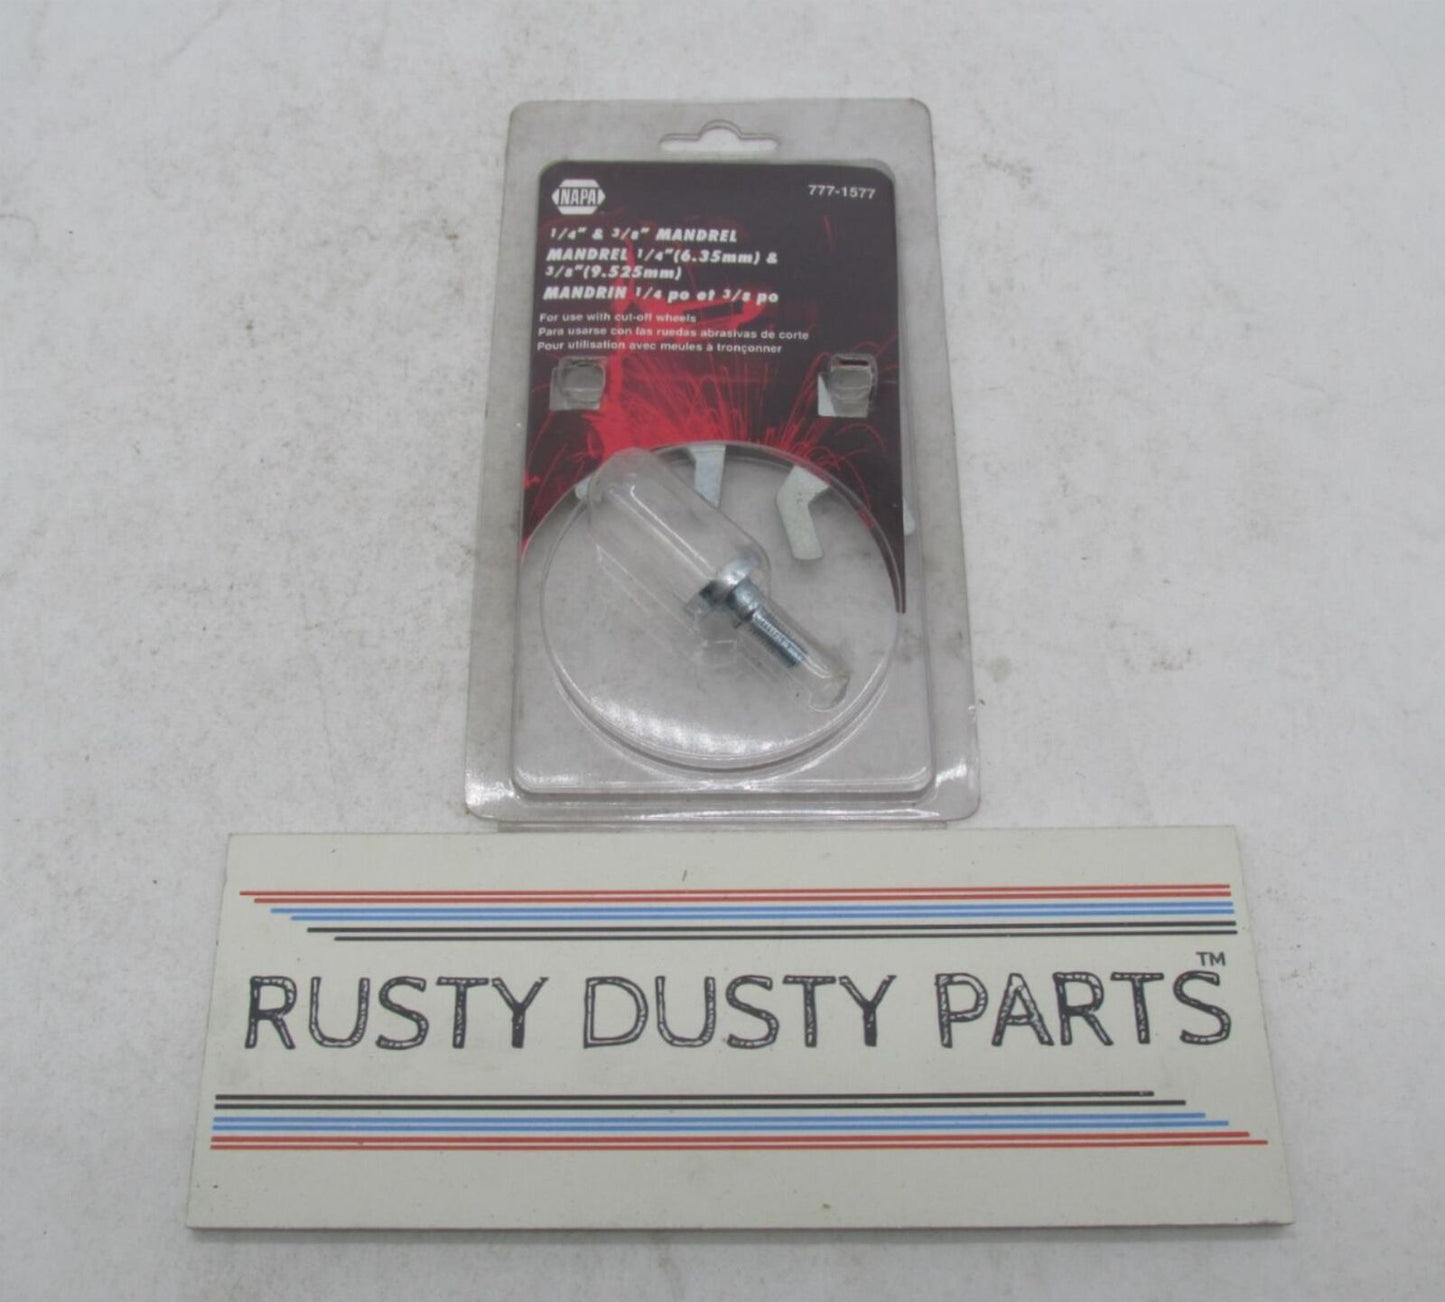 NAPA
777-1577
1/4" & 3/8" MANDREL
MANDREL 1/4"(6.35mm) &
3/8"(9.525mm)
MANDRIN 1/4 po et 3/8 po
For use with cut-off wheels
Para usarse con las ruedas abrasivas de corte
Pour utilisation avec meules à tronçonner
RUSTY DUSTY PARTS™